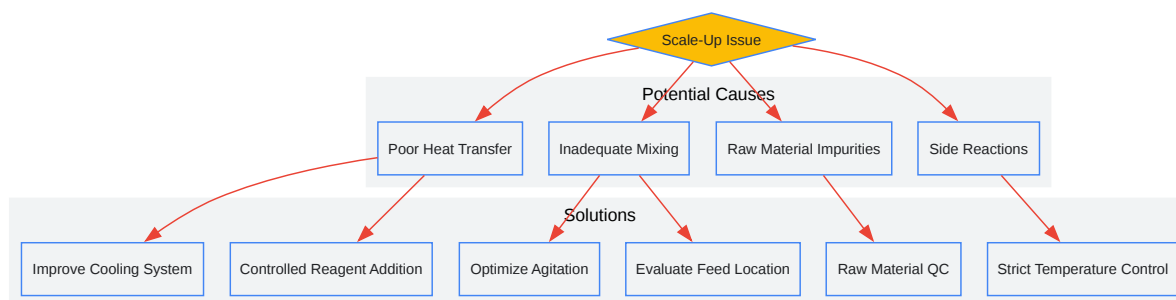 Scale-Up Issue
Potential Causes
Poor Heat Transfer
Inadequate Mixing
Raw Material Impurities
Side Reactions
Solutions
Improve Cooling System
Controlled Reagent Addition
Optimize Agitation
Evaluate Feed Location
Raw Material QC
Strict Temperature Control